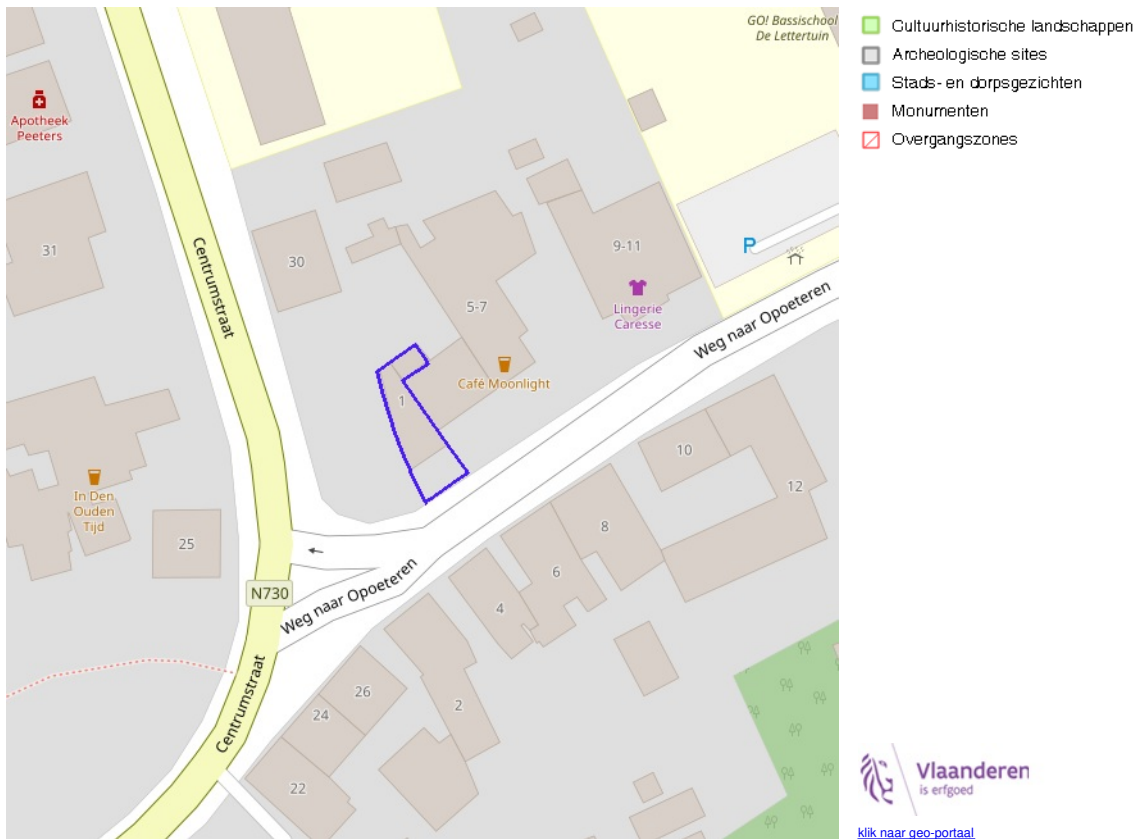 GO! Bassischool
De Lettertuin
Apotheek
Peeters
31
Centrumstraat
30
9-11
P
Lingerie
Caresse
5-7
Weg naar Opoeteren
Café Moonlight
1
In Den
Ouden
Tijd
25
10
12
8
6
4
N730
Weg naar Opoeteren
Centrumstraat
26
24
22
2
Cultuurhistorische landschappen
Archeologische sites
Stads- en dorpsgezichten
Monumenten
Overgangszones
Vlaanderen
is erfgoed
klik naar geo-portaal